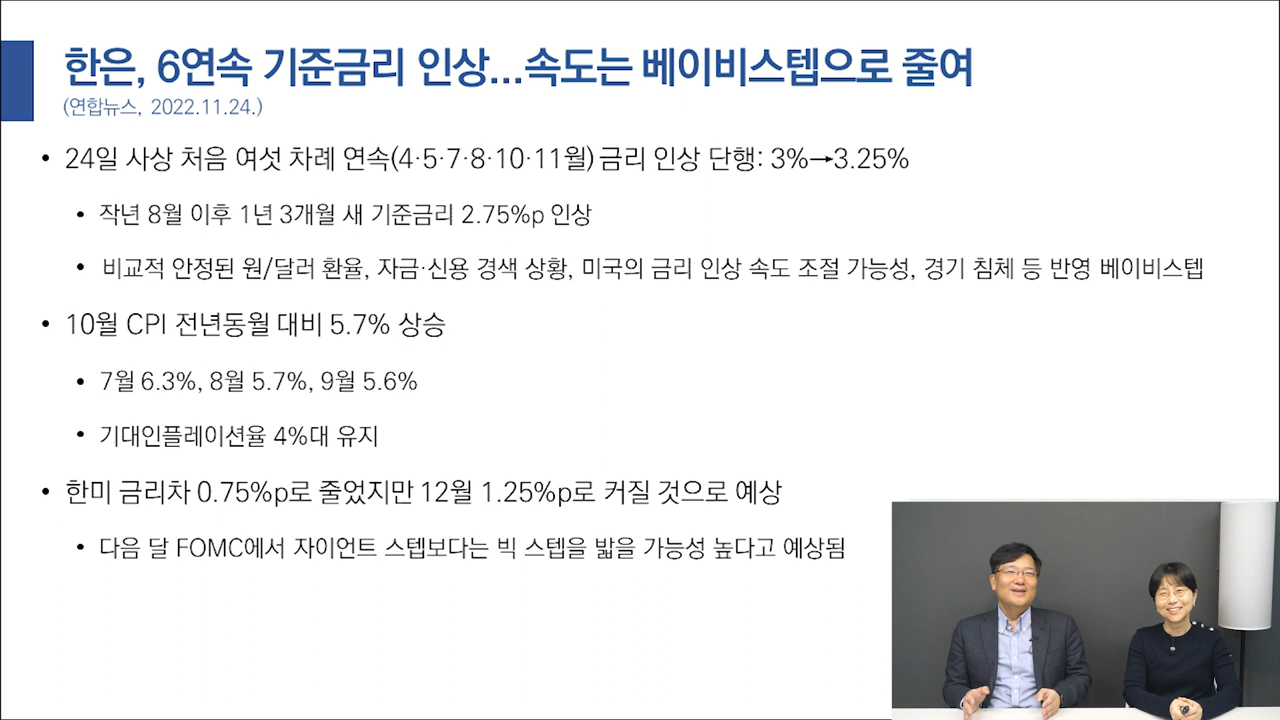 한은, 6연속 기준금리 인상...속도는 베이비스텝으로 줄여
(연합뉴스, 2022.11.24.)
• 24일 사상 처음 여섯 차례 연속(4·5·7·8·10·11월) 금리 인상 단행: 3%→3.25%
• 작년 8월 이후 1년 3개월 새 기준금리 2.75%p 인상
• 비교적 안정된 원/달러 환율, 자금·신용 경색 상황, 미국의 금리 인상 속도 조절 가능성, 경기 침체 등 반영 베이비스텝
• 10월 CPI 전년동월 대비 5.7% 상승
• 7월 6.3%, 8월 5.7%, 9월 5.6%
• 기대인플레이션율 4%대 유지
• 한미 금리차 0.75%p로 줄었지만 12월 1.25%p로 커질 것으로 예상
• 다음 달 FOMC에서 자이언트 스텝보다는 빅 스텝을 밟을 가능성 높다고 예상됨